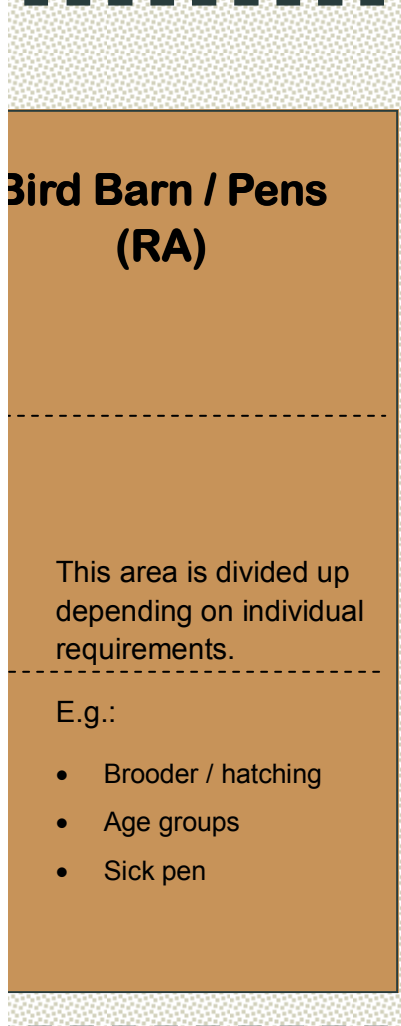 Bird Barn / Pens
(RA)
This area is divided up
depending on individual
requirements.
E.g.:
• Brooder / hatching
• Age groups
• Sick pen